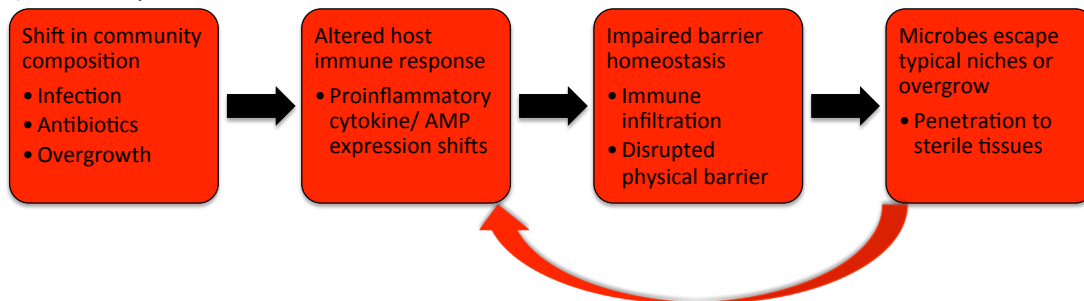 Shift in community
composition
• Infection
• Antibiotics
• Overgrowth
Altered host
immune response
• Proinflammatory
cytokine/ AMP
expression shifts
Impaired barrier
homeostasis
• Immune
infiltration
• Disrupted
physical barrier
Microbes escape
typical niches or
overgrow
• Penetration to
sterile tissues